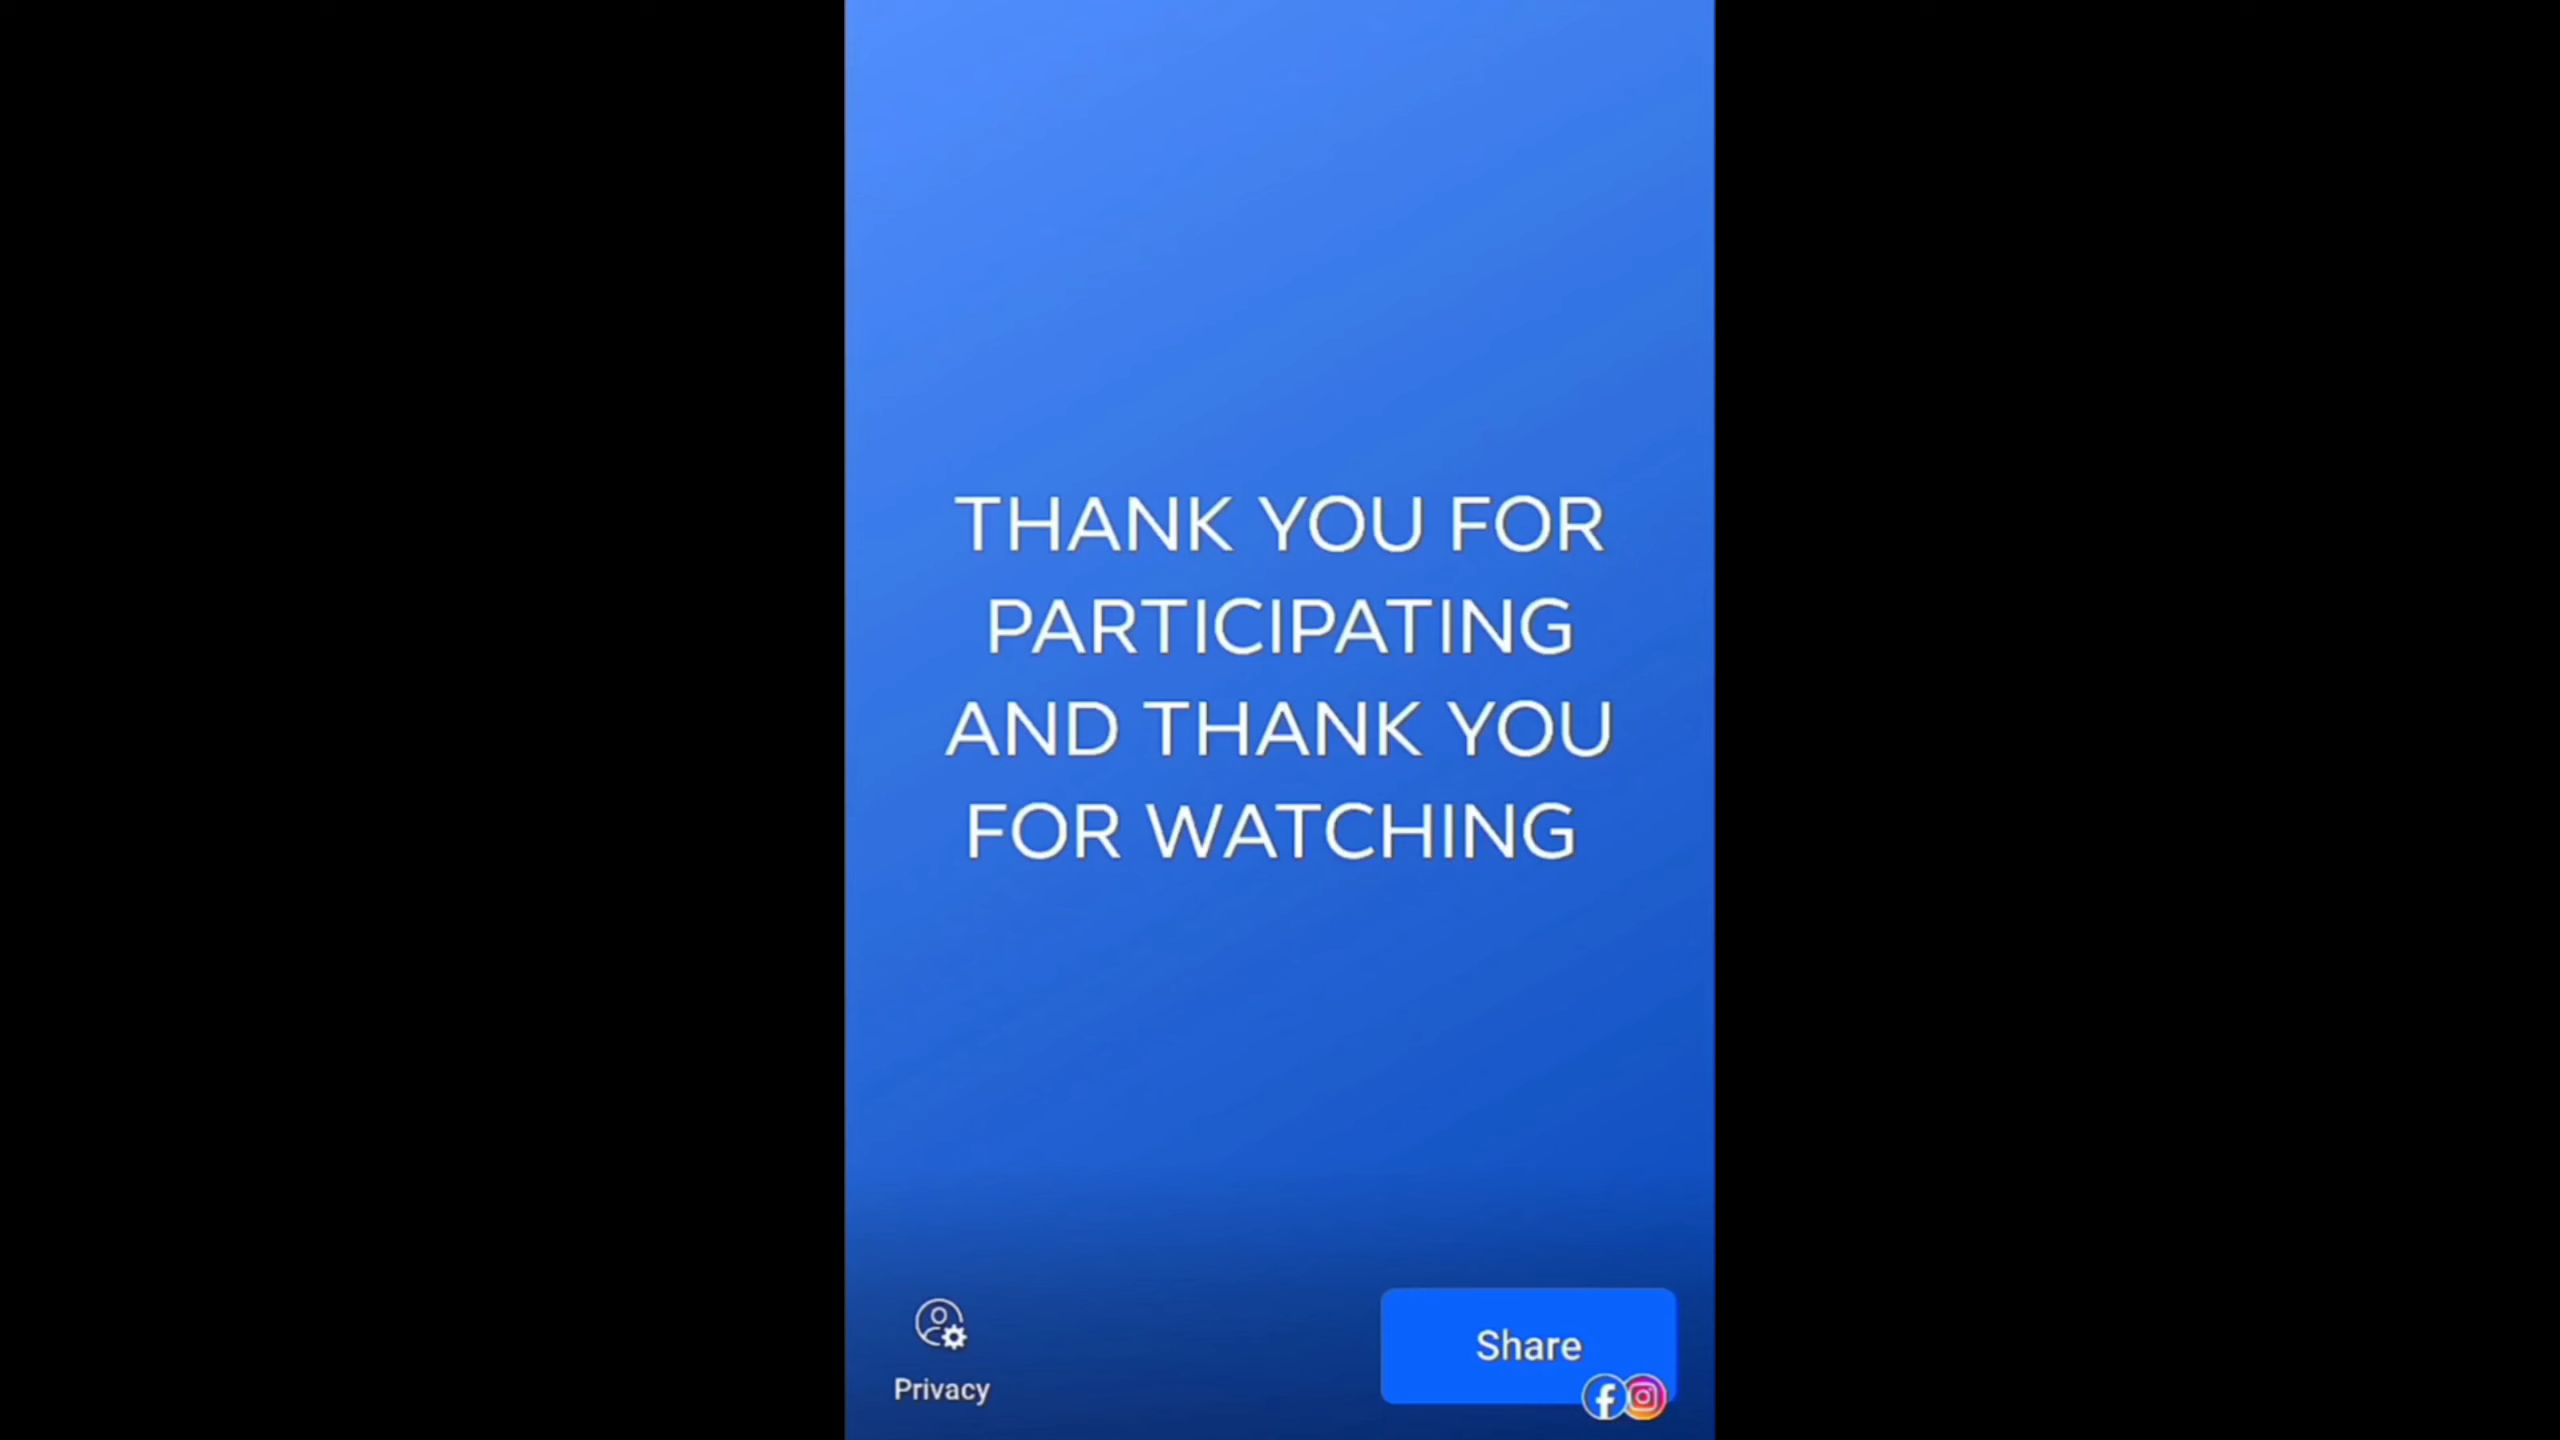 THANK YOU FOR
PARTICIPATING
AND THANK YOU
FOR WATCHING
Privacy
Share